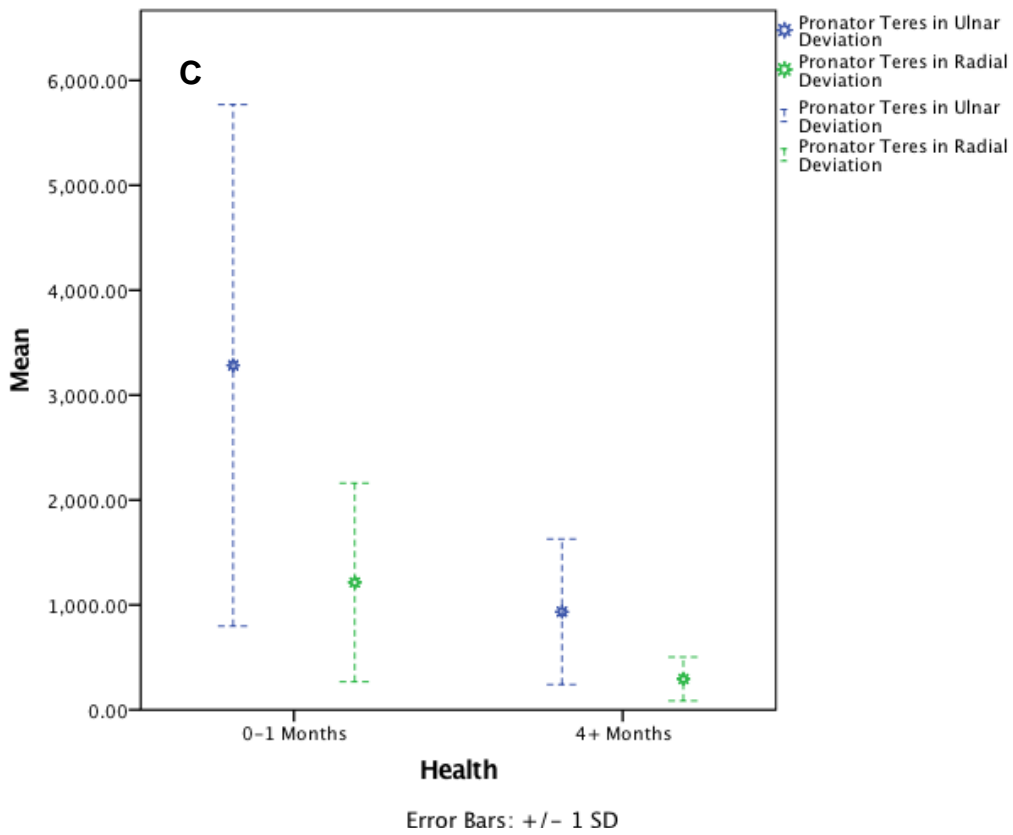 C
Mean
6,000.00
5,000.00
4,000.00
3,000.00
2,000.00
1,000.00
0.00
0-1 Months
4+ Months
Health
Error Bars: +/- 1 SD
Pronator Teres in Ulnar
Deviation
Pronator Teres in Radial
Deviation
Pronator Teres in Ulnar
Deviation
Pronator Teres in Radial
Deviation